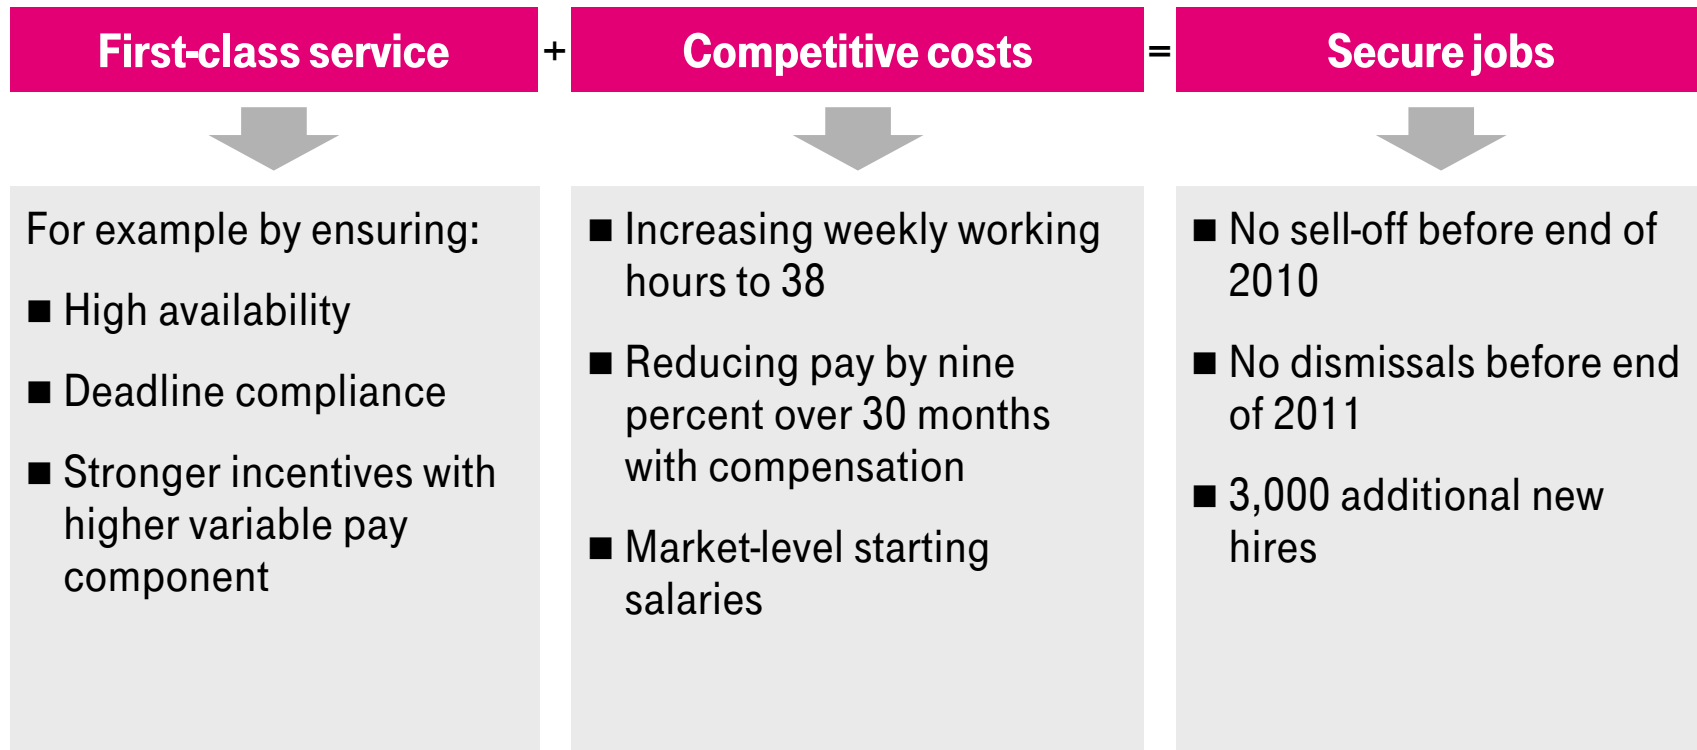 First-class service + Competitive costs = Secure jobs
For example by ensuring:
■ High availability
■ Deadline compliance
■ Stronger incentives with
higher variable pay
component
■ Increasing weekly working
hours to 38
■ Reducing pay by nine
percent over 30 months
with compensation
■ Market-level starting
salaries
■ No sell-off before end of
2010
■ No dismissals before end
of 2011
■ 3,000 additional new
hires